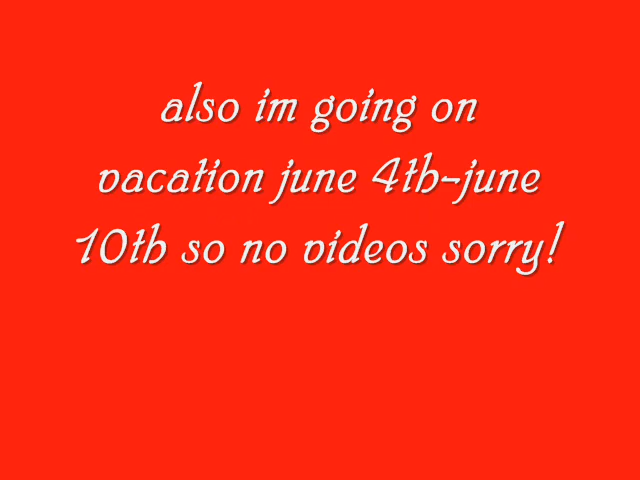 also im going on
vacation june 4th-june
10th so no videos sorry!